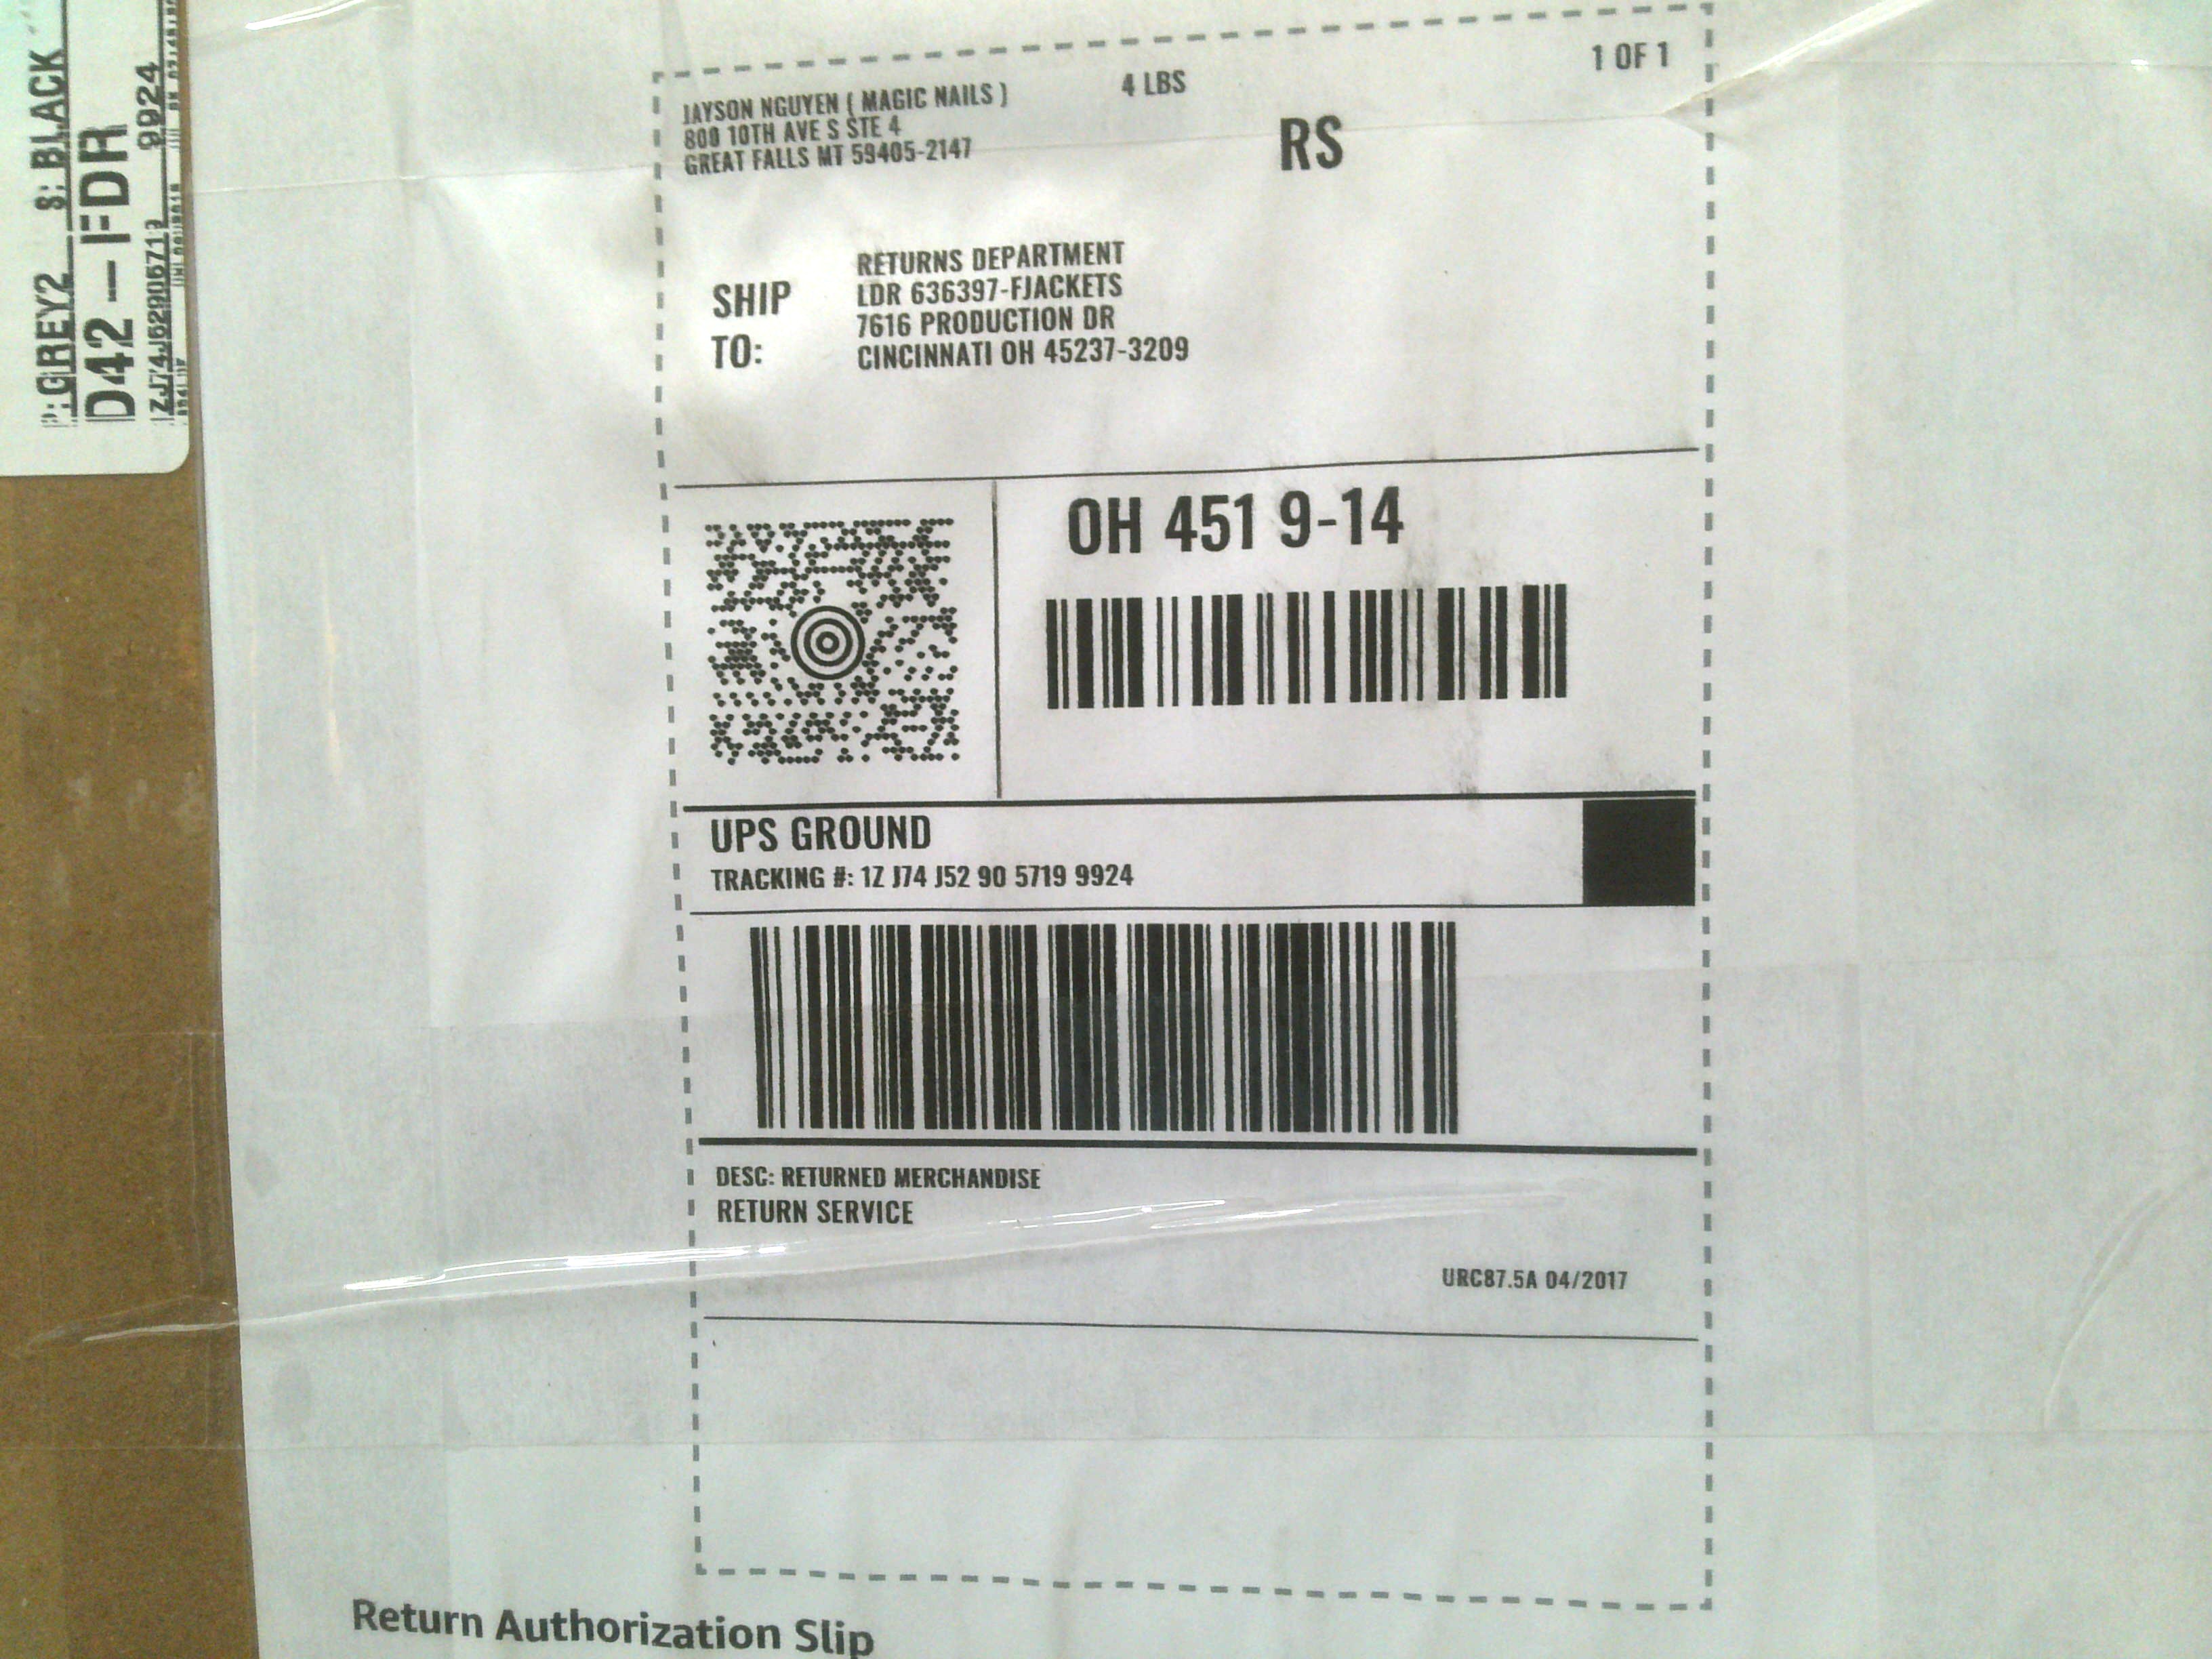 JAYSON NGUYEN ( MAGIC NAILS )
800 10TH AVE S STE 4
GREAT FALLS MT 59405-2147
4 LBS
1 OF 1
RS
SHIP TO:
RETURNS DEPARTMENT
LDR 636397-FJACKETS
7616 PRODUCTION DR
CINCINNATI OH 45237-3209
OH 451 9-14
UPS GROUND
TRACKING #: 1Z J74 J52 90 5719 9924
DESC: RETURNED MERCHANDISE
RETURN SERVICE
URC87.5A 04/2017
Return Authorization Slip
P: GREY2 S: BLACK
D42 - FDR
9924